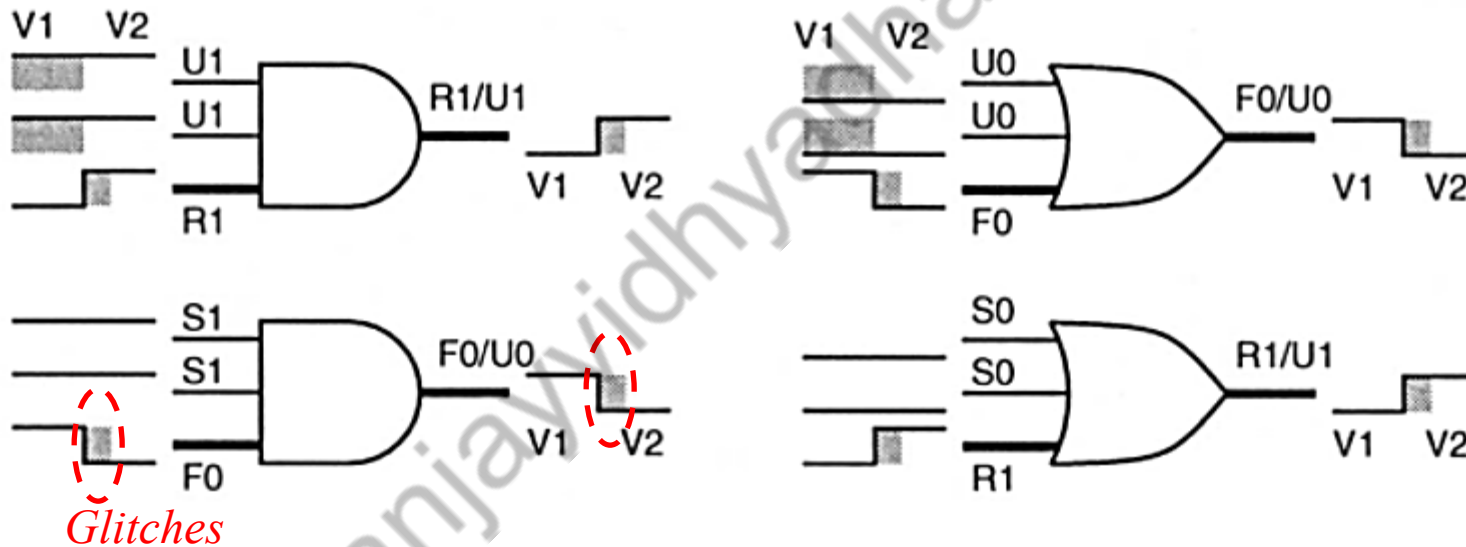 V1 V2
U1
U1
R1
R1/U1
V1 V2
V1 V2
U0
U0
F0
F0/U0
V1 V2
S1
S1
F0
F0/U0
V1 V2
Glitches
S0
S0
R1
R1/U1
V1 V2
anjayvidhyadha